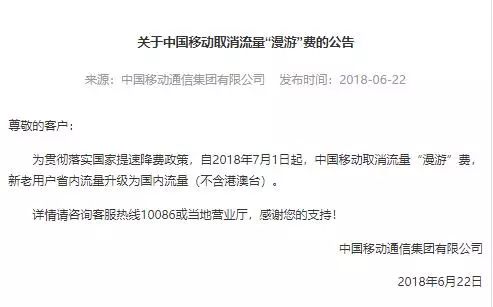 关于中国移动取消流量“漫游”费的公告
来源：中国移动通信集团有限公司 发布时间：2018-06-22
尊敬的客户：
为贯彻落实国家提速降费政策，自2018年7月1日起，中国移动取消流量“漫游”费，
新老用户省内流量升级为国内流量（不含港澳台）。
详情请咨询客服热线10086或当地营业厅，感谢您的支持！
中国移动通信集团有限公司
2018年6月22日